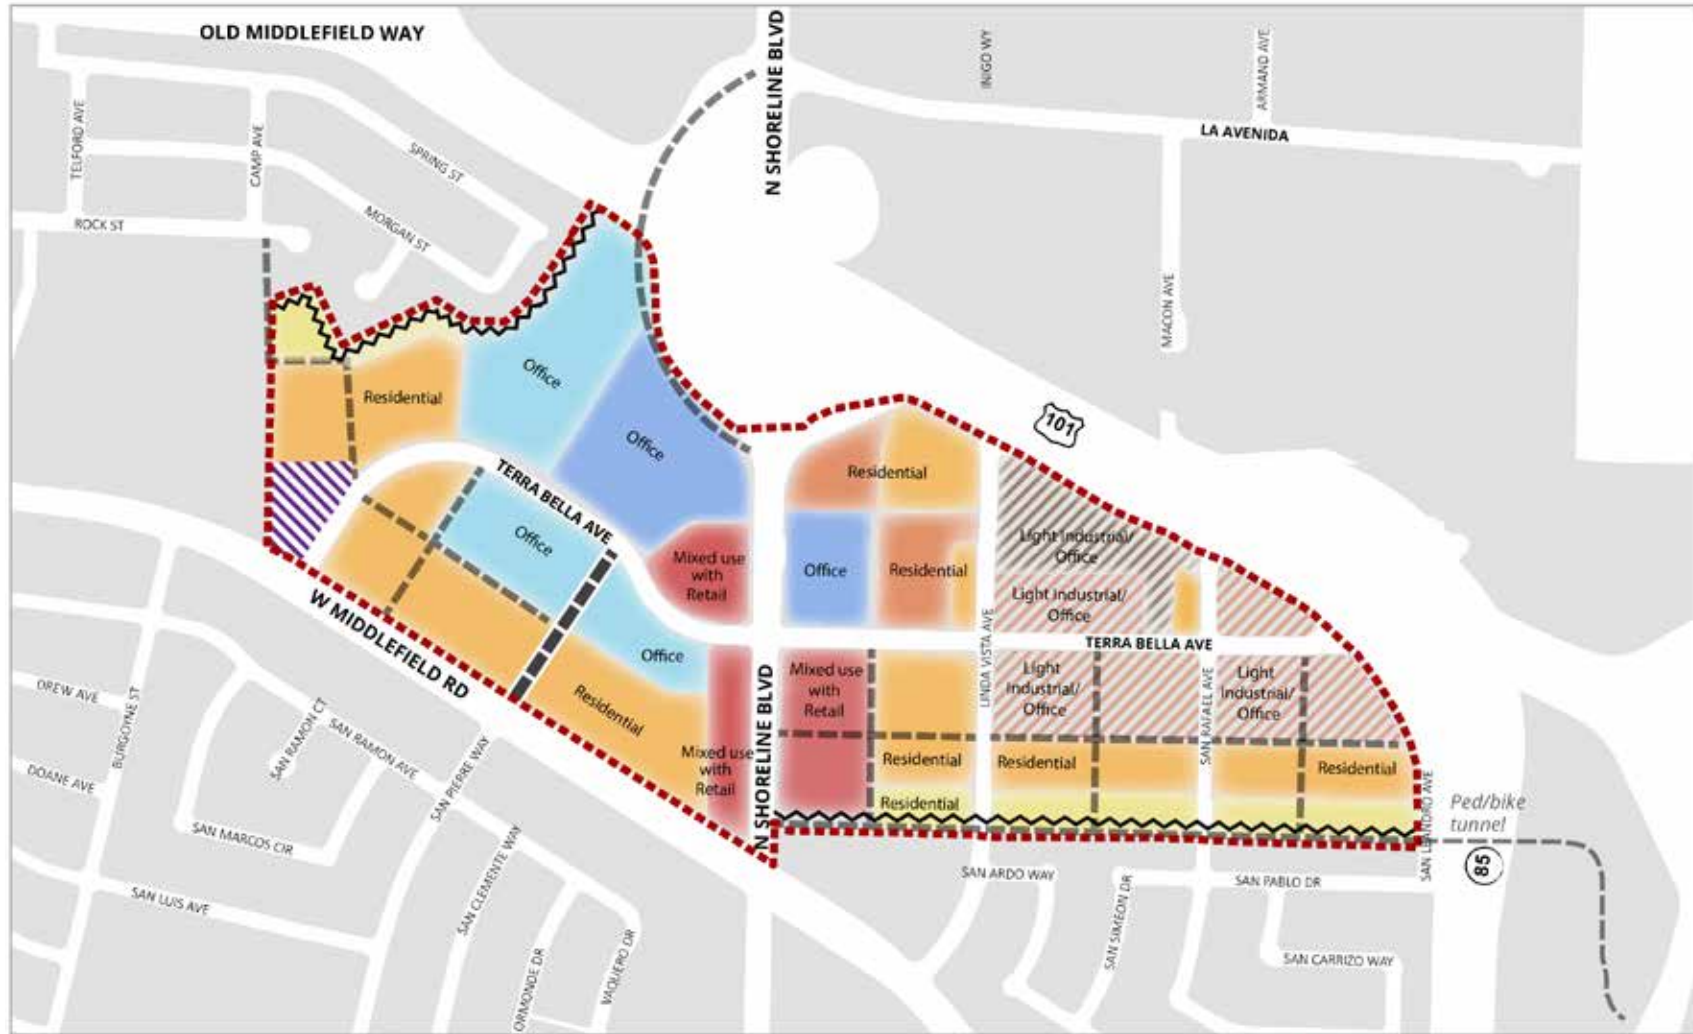 OLD MIDDLEFIELD WAY
N SHORELINE BLVD
INIGO WY
ARMAND AVE
LA AVENIDA
TELFORD AVE
CAMP AVE
SPRING ST
MORGAN ST
ROCK ST
MACON AVE
101
Office
Residential
Office
TERRA BELLA AVE
Office
Mixed use
with
Retail
Residential
Office
Residential
Light Industrial/
Office
Light Industrial/
Office
LINDA VISTA AVE
TERRA BELLA AVE
W MIDDLEFIELD RD
Office
Residential
Mixed use
with
Retail
N SHORELINE BLVD
Mixed use
with
Retail
Light
Industrial/
Office
SAN RAFAEL AVE
Light
Industrial/
Office
Residential
Residential
Residential
Residential
SAN LEANDRO AVE
Ped/bike
tunnel
85
DREW AVE
BURGOYNE ST
SAN RAMON CT
SAN RAMON AVE
DOANE AVE
SAN PIERRE WAY
SAN MARCOS CIR
SAN CLEMENTE WAY
SAN LUIS AVE
ORMONDE DR
VAQUERO DR
SAN ARDO WAY
SAN SIMEON DR
SAN PABLO DR
SAN CARRIZO WAY